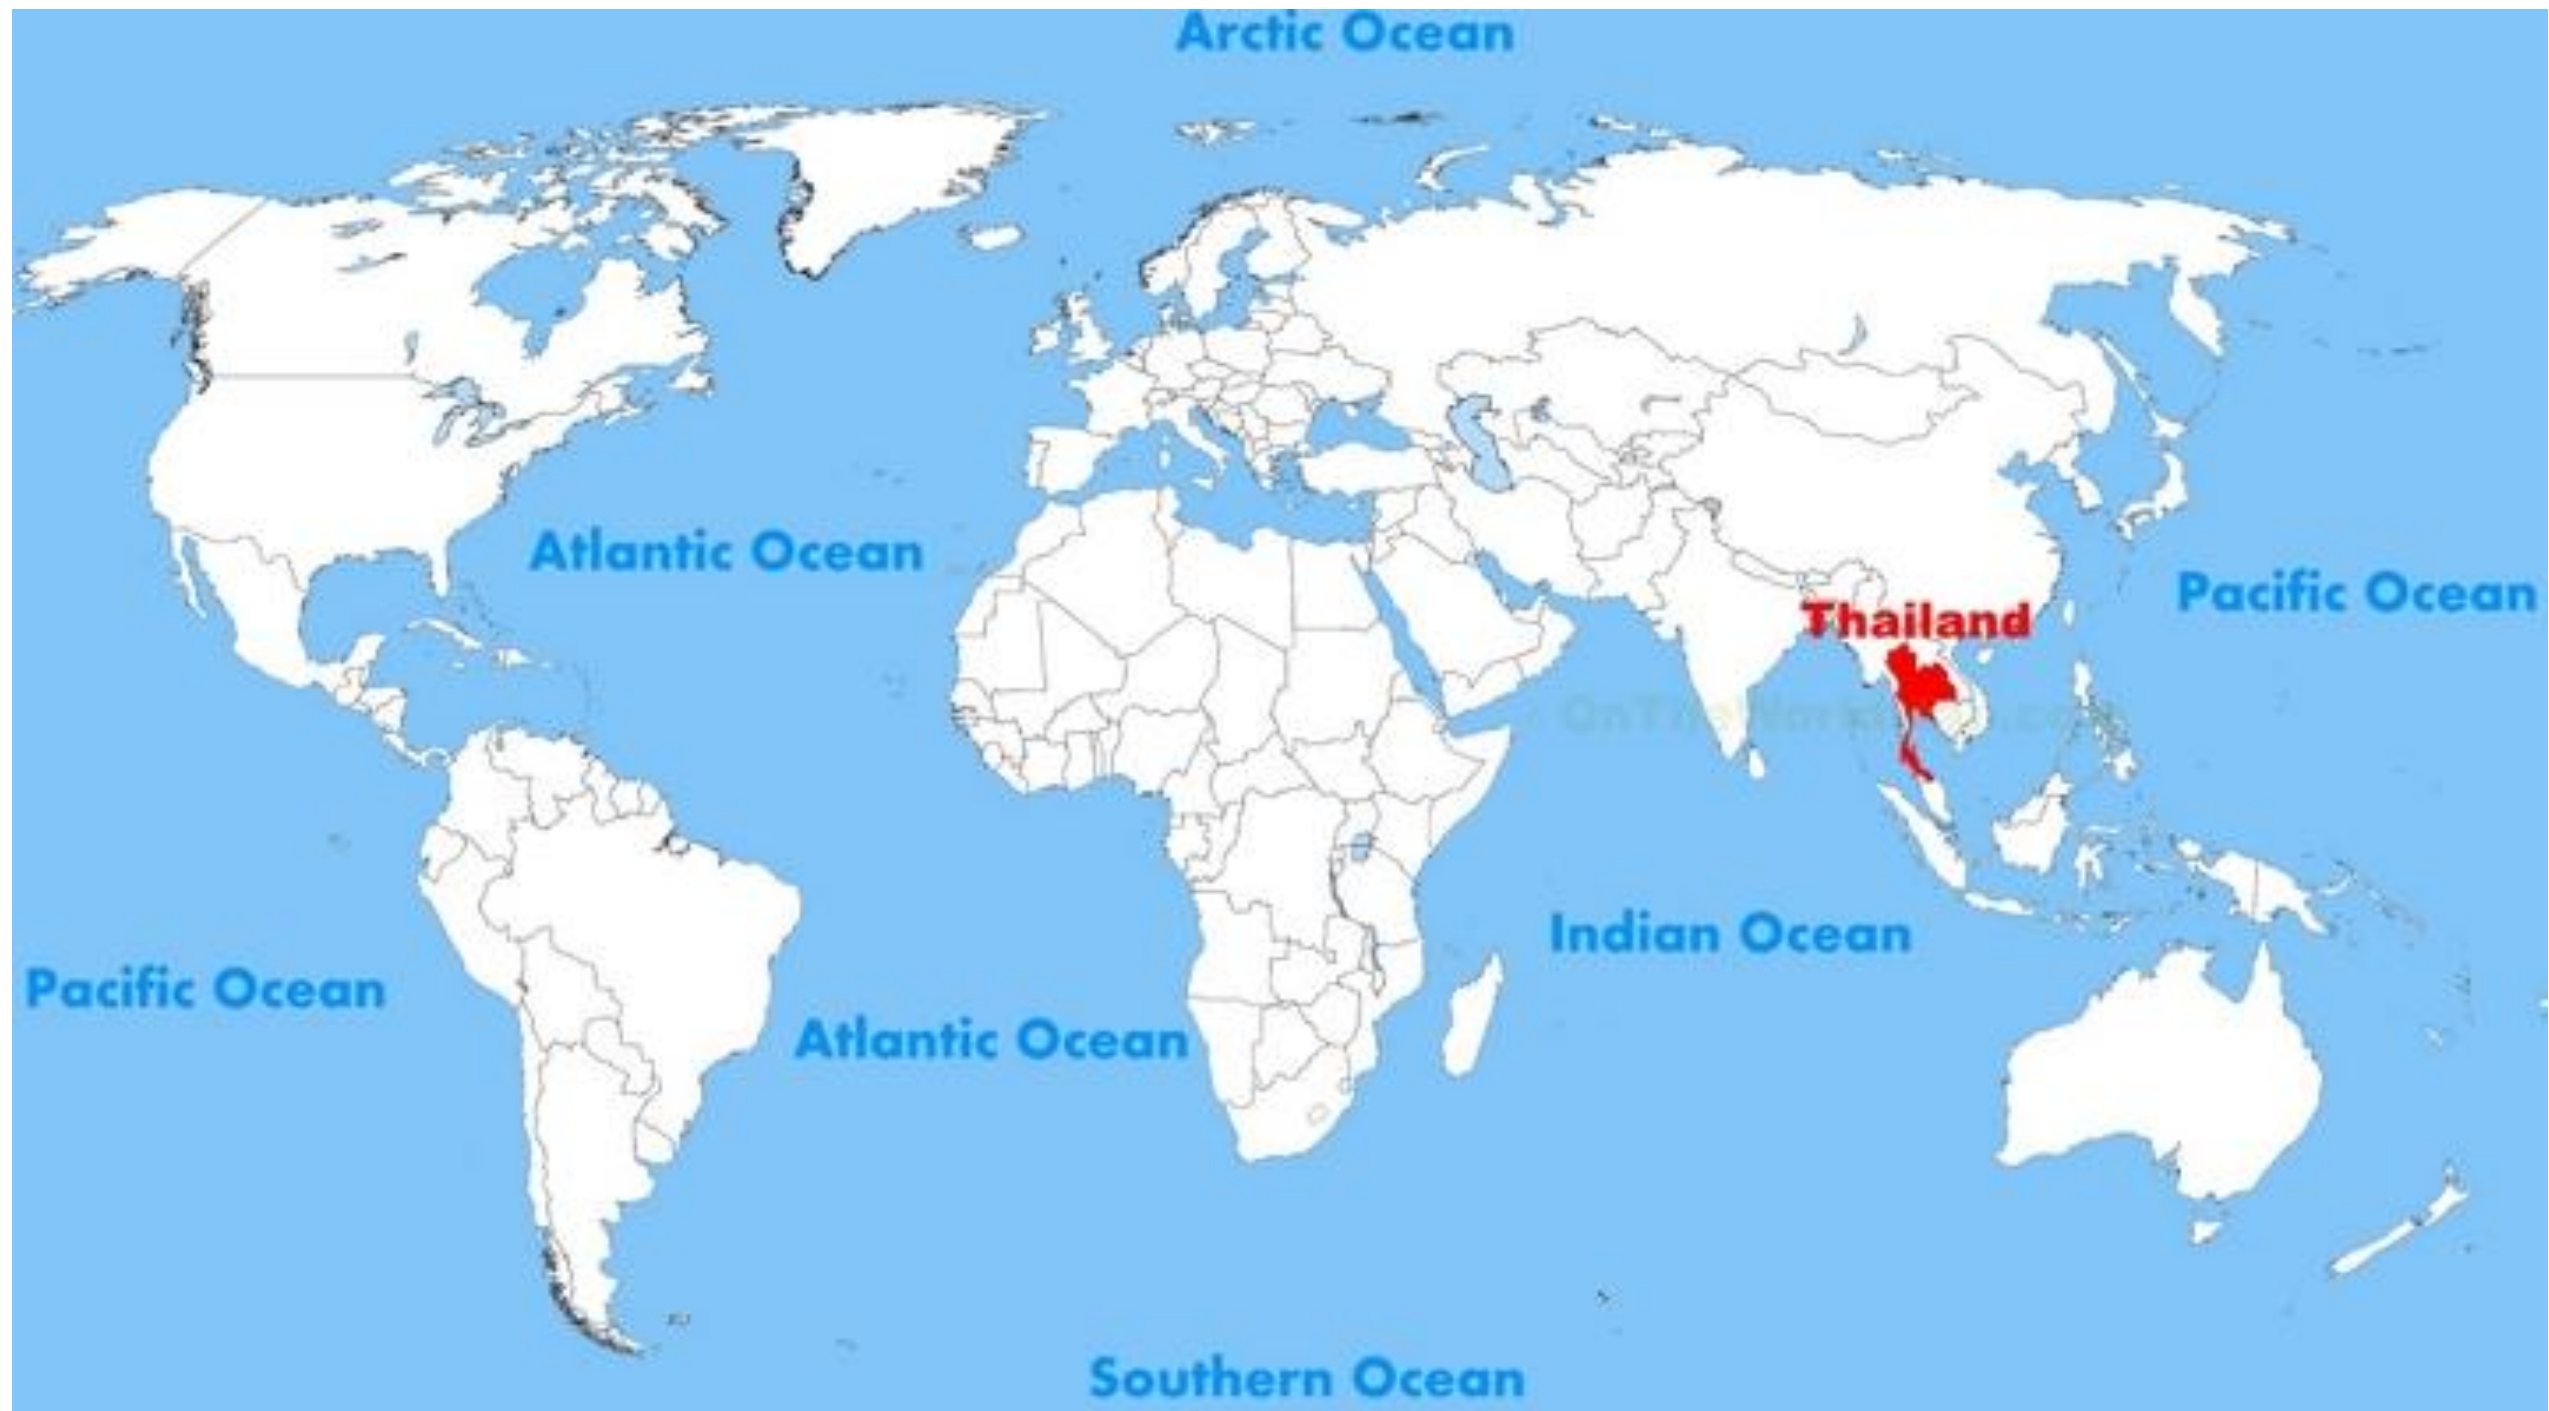 Arctic Ocean
Atlantic Ocean
Pacific Ocean
Thailand
Indian Ocean
Pacific Ocean
Atlantic Ocean
Southern Ocean